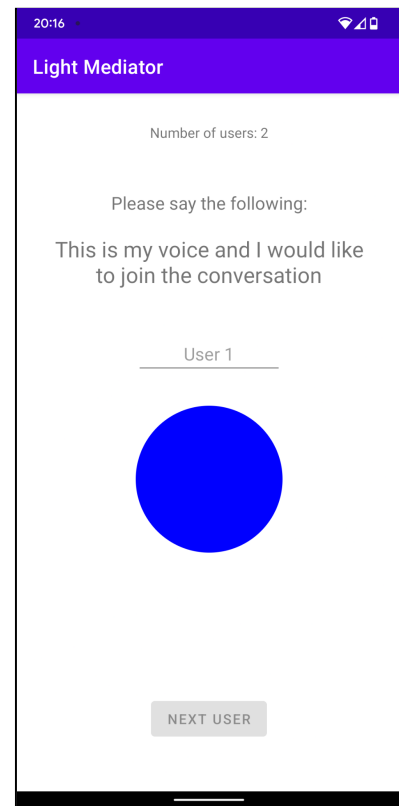 20:16
Light Mediator
Number of users: 2
Please say the following:
This is my voice and I would like
to join the conversation
User 1
NEXT USER